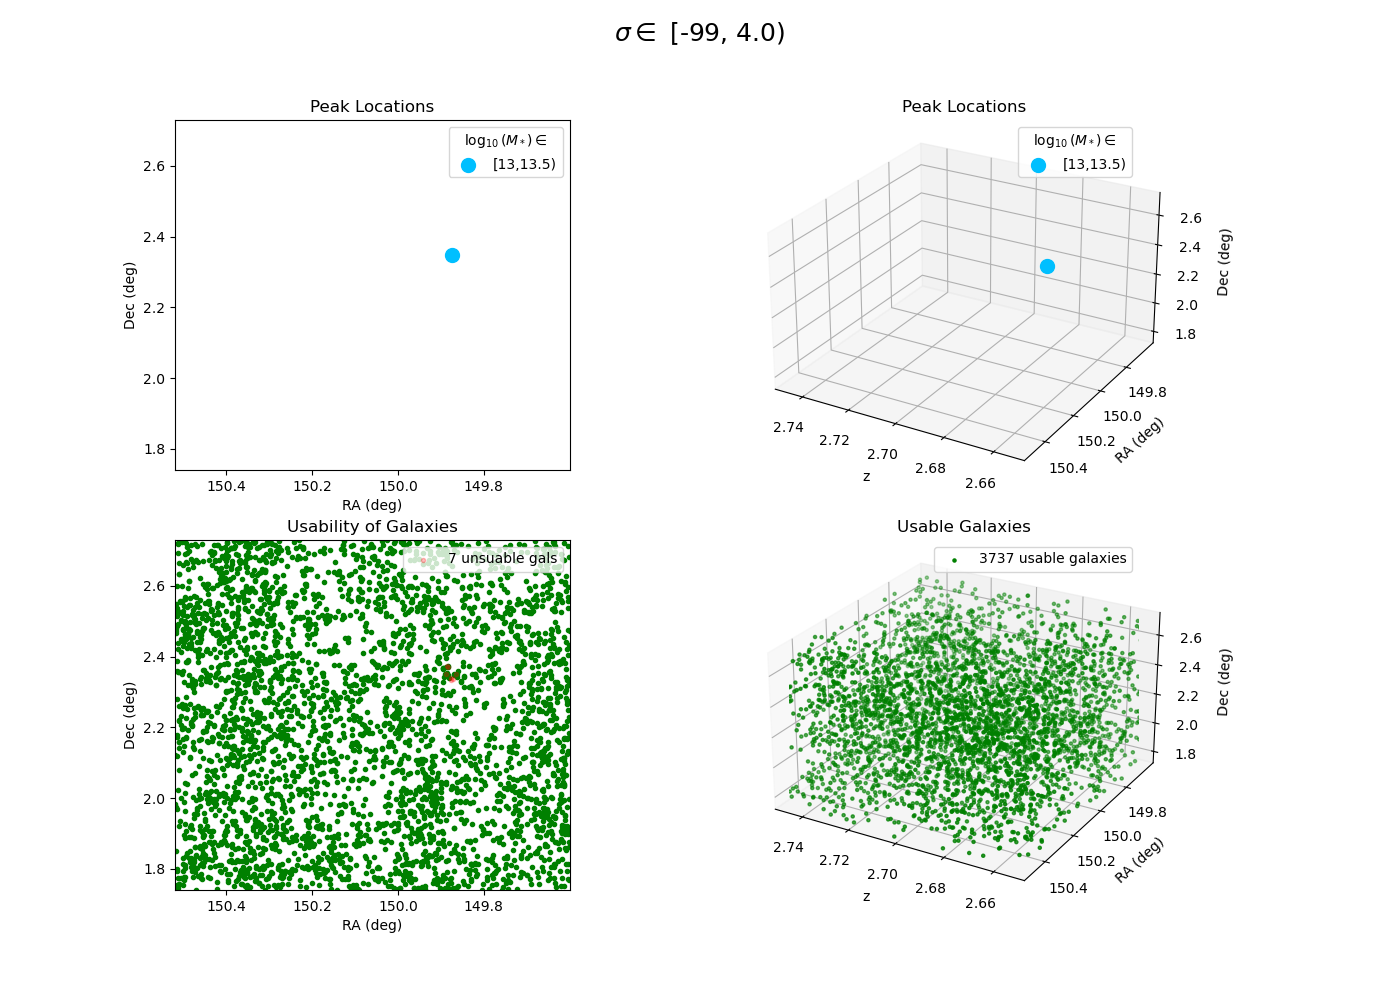 σ ∈ [-99, 4.0)
Peak Locations
log₁₀(M*) ∈
[13,13.5)
2.6
2.4
2.2
2.0
1.8
Dec (deg)
150.4 150.2 150.0 149.8
RA (deg)
Peak Locations
log₁₀(M*) ∈
[13,13.5)
2.6
2.4
2.2
2.0
1.8
Dec (deg)
149.8
150.0
150.2
150.4
RA (deg)
2.74
2.72
2.70
2.68
2.66
z
Usability of Galaxies
7 unsuable gals
2.6
2.4
2.2
2.0
1.8
Dec (deg)
150.4 150.2 150.0 149.8
RA (deg)
Usable Galaxies
3737 usable galaxies
2.6
2.4
2.2
2.0
1.8
Dec (deg)
149.8
150.0
150.2
150.4
RA (deg)
2.74
2.72
2.70
2.68
2.66
z